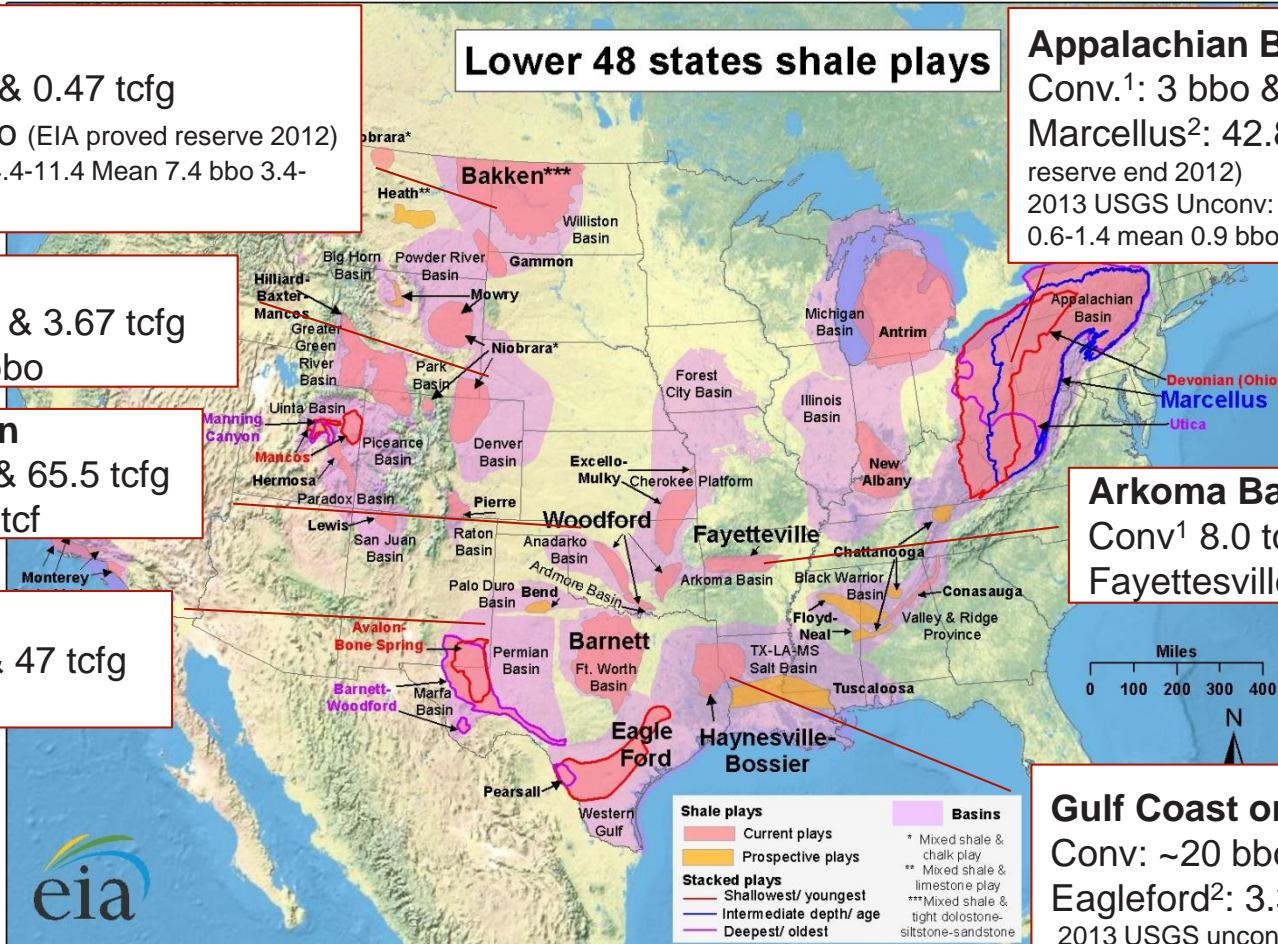 Lower 48 states shale plays
& 0.47 tcfg
(EIA proved reserve 2012)
.4-11.4 Mean 7.4 bbo 3.4-
& 3.67 tcfg
bbo
& 65.5 tcfg
tcf
& 47 tcfg
Appalachian B
Conv.¹: 3 bbo &
Marcellus²: 42.8
reserve end 2012)
2013 USGS Unconv:
0.6-1.4 mean 0.9 bbo
Arkoma Ba
Conv¹ 8.0 tc
Fayettesville
Gulf Coast on
Conv: ~20 bbo
Eagleford²: 3.
2013 USGS uncon
obrara*
Heath**
Bakken***
Williston
Basin
Big Horn
Basin
Powder River
Basin
Gammon
Hilliard-
Baxter-
Mancos
Mowry
Greater
Green
River
Basin
Niobrara*
Park
Basin
Uinta Basin
Manning
Canyon
Mancos
Piceance
Basin
Denver
Basin
Hermosa
Paradox Basin
Lewis
San Juan
Basin
Pierre
Raton
Basin
Monterey
Forest
City Basin
Excello-
Mulky
Cherokee Platform
Woodford
Anadarko
Basin
Ardmore Basin
Palo Duro
Basin
Bend
Fayetteville
Arkoma Basin
Michigan
Basin
Antrim
Illinois
Basin
New
Albany
Appalachian
Basin
Devonian (Ohio
Marcellus
Utica
Chattanooga
Black Warrior
Basin
Conasauga
Floyd-
Neal
Valley & Ridge
Province
Avalon-
Bone Spring
Permian
Basin
Barnett
Ft. Worth
Basin
TX-LA-MS
Salt Basin
Tuscaloosa
Barnett-
Woodford
Marfa
Basin
Eagle
Ford
Haynesville-
Bossier
Pearsall
Western
Gulf
Miles
0 100 200 300 400
N
Shale plays
Current plays
Prospective plays
Stacked plays
Shallowest/ youngest
Intermediate depth/ age
Deepest/ oldest
Basins
* Mixed shale &
chalk play
** Mixed shale &
limestone play
***Mixed shale &
tight dolostone-
siltstone-sandstone
eia